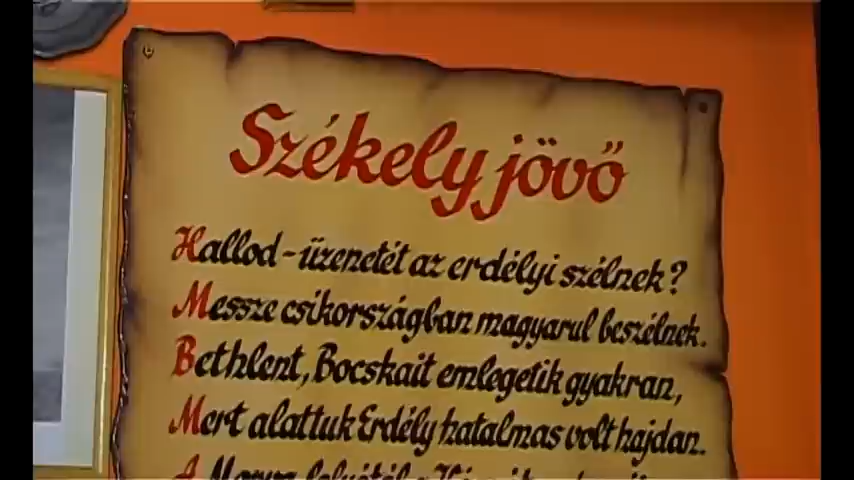 Székely jövő
Hallod-üzenetét az erdélyi szélnek?
Messze csíkországban magyarul beszélnek.
Bethlent, Bocskait emlegetik gyakran,
Mert alattuk Erdély hatalmas volt hajdan.
A